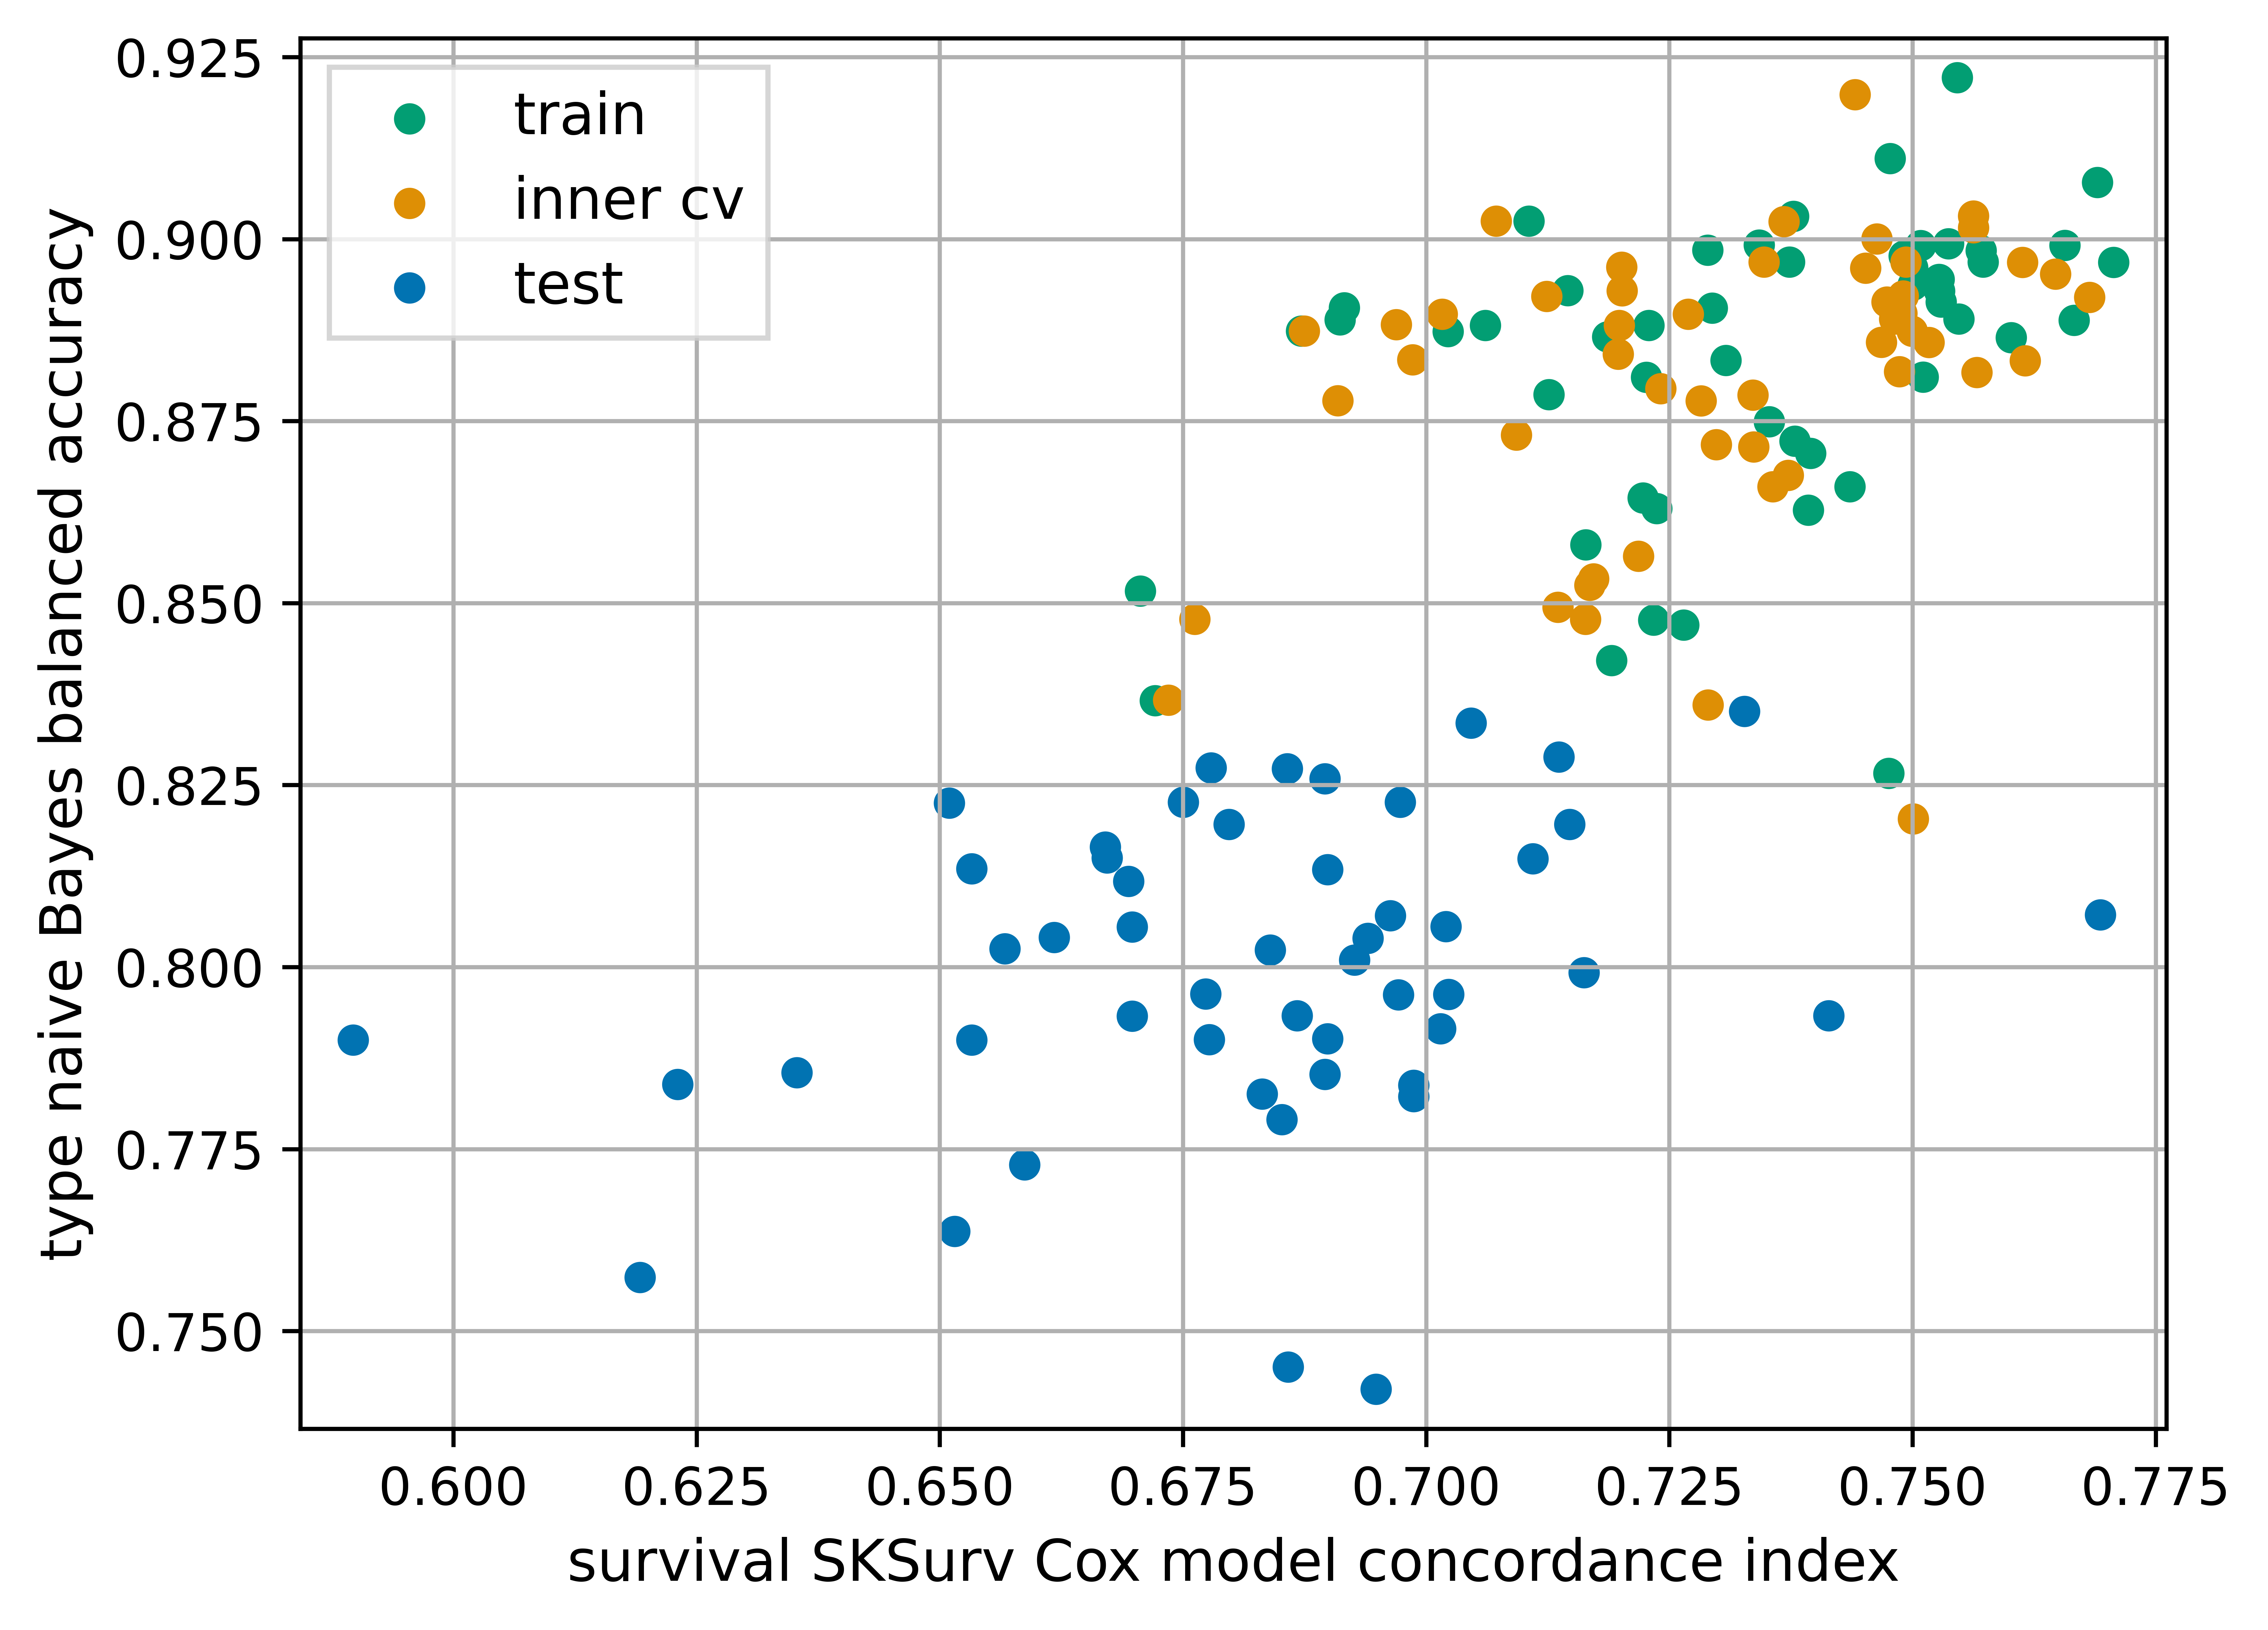 train
inner cv
test
0.925
0.900
0.875
0.850
0.825
0.800
0.775
0.750
type naive Bayes balanced accuracy
0.600 0.625 0.650 0.675 0.700 0.725 0.750 0.775
survival SKSurv Cox model concordance index